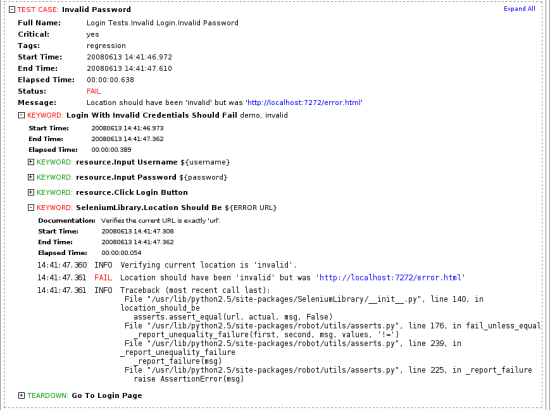 TEST CASE: Invalid Password Expand All
Full Name: Login Tests.Invalid Login.Invalid Password
Critical: yes
Tags: regression
Start Time: 20080613 14:41:46.972
End Time: 20080613 14:41:47.610
Elapsed Time: 00:00:00.638
Status: FAIL
Message: Location should have been 'invalid' but was 'http://localhost:7272/error.html'
KEYWORD: Login With Invalid Credentials Should Fail demo, invalid
Start Time: 20080613 14:41:46.973
End Time: 20080613 14:41:47.362
Elapsed Time: 00:00:00.389
KEYWORD: resource.Input Username ${username}
KEYWORD: resource.Input Password ${password}
KEYWORD: resource.Click Login Button
KEYWORD: SeleniumLibrary.Location Should Be ${ERROR URL}
Documentation: Verifies the current URL is exactly 'url'.
Start Time: 20080613 14:41:47.308
End Time: 20080613 14:41:47.362
Elapsed Time: 00:00:00.054
14:41:47.360 INFO Verifying current location is 'invalid'.
14:41:47.361 FAIL Location should have been 'invalid' but was 'http://localhost:7272/error.html'
14:41:47.361 INFO Traceback (most recent call last):
File "/usr/lib/python2.5/site-packages/SeleniumLibrary/__init__.py", line 140, in
location_should_be
asserts.assert_equal(url, actual, msg, False)
File "/usr/lib/python2.5/site-packages/robot/utils/asserts.py", line 176, in fail_unless_equal
_report_unequality_failure(first, second, msg, values, '!=')
File "/usr/lib/python2.5/site-packages/robot/utils/asserts.py", line 239, in
_report_unequality_failure
_report_failure(msg)
File "/usr/lib/python2.5/site-packages/robot/utils/asserts.py", line 225, in _report_failure
raise AssertionError(msg)
TEARDOWN: Go To Login Page